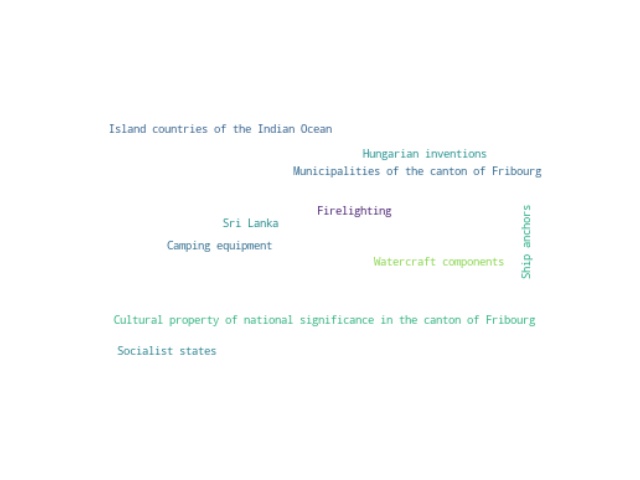 Island countries of the Indian Ocean
Hungarian inventions
Municipalities of the canton of Fribourg
Firelighting
Ship anchors
Sri Lanka
Camping equipment
Watercraft components
Cultural property of national significance in the canton of Fribourg
Socialist states